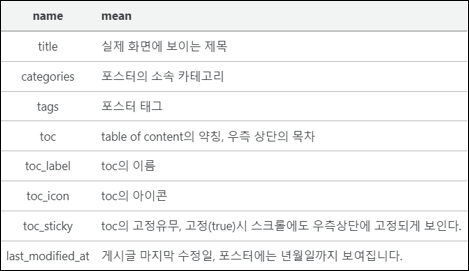 name mean
title 실제 화면에 보이는 제목
categories 포스터의 소속 카테고리
tags 포스터 태그
toc table of content의 약칭, 우측 상단의 목차
toc_label toc의 이름
toc_icon toc의 아이콘
toc_sticky toc의 고정유무, 고정(true)시 스크롤에도 우측상단에 고정되게 보인다.
last_modified_at 게시글 마지막 수정일, 포스터에는 년월일까지 보여집니다.